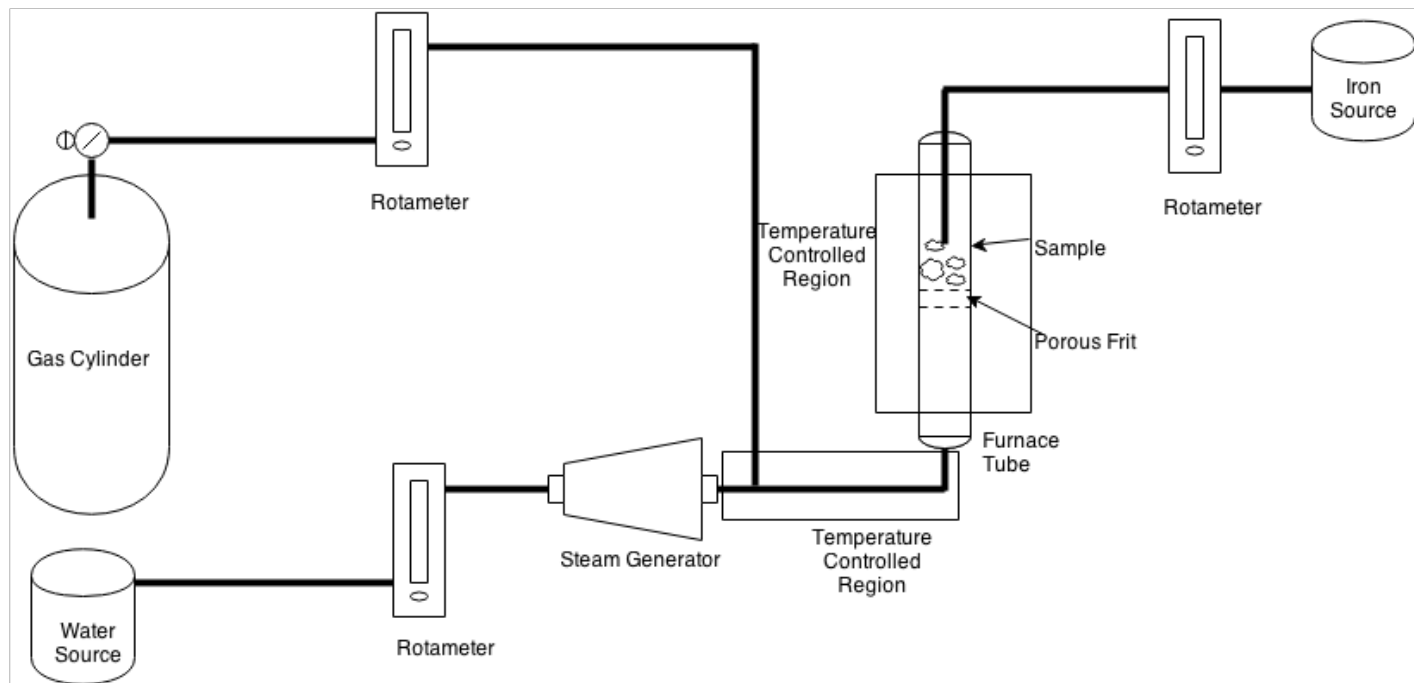 Iron
Source
Rotameter
Rotameter
Temperature
Controlled
Region
Sample
Gas Cylinder
Porous Frit
Furnace
Tube
Steam Generator
Temperature
Controlled
Region
Water
Source
Rotameter